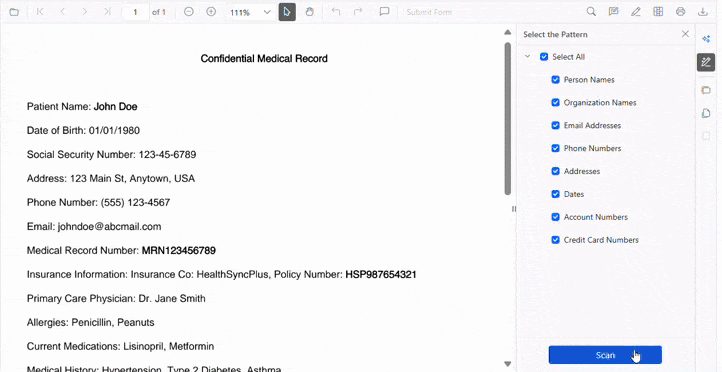 1 of 1 111% Submit Form
Confidential Medical Record
Patient Name: John Doe
Date of Birth: 01/01/1980
Social Security Number: 123-45-6789
Address: 123 Main St, Anytown, USA
Phone Number: (555) 123-4567
Email: johndoe@abcmail.com
Medical Record Number: MRN123456789
Insurance Information: Insurance Co: HealthSyncPlus, Policy Number: HSP987654321
Primary Care Physician: Dr. Jane Smith
Allergies: Penicillin, Peanuts
Current Medications: Lisinopril, Metformin
Medical History: Hypertension, Type 2 Diabetes, Asthma
Select the Pattern
Select All
Person Names
Organization Names
Email Addresses
Phone Numbers
Addresses
Dates
Account Numbers
Credit Card Numbers
Scan